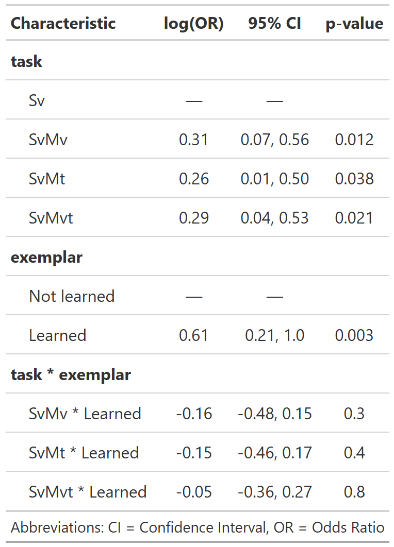 Characteristic log(OR) 95% CI p-value
task
Sv — —
SvMv 0.31 0.07, 0.56 0.012
SvMt 0.26 0.01, 0.50 0.038
SvMvt 0.29 0.04, 0.53 0.021
exemplar
Not learned — —
Learned 0.61 0.21, 1.0 0.003
task * exemplar
SvMv * Learned -0.16 -0.48, 0.15 0.3
SvMt * Learned -0.15 -0.46, 0.17 0.4
SvMvt * Learned -0.05 -0.36, 0.27 0.8
Abbreviations: CI = Confidence Interval, OR = Odds Ratio